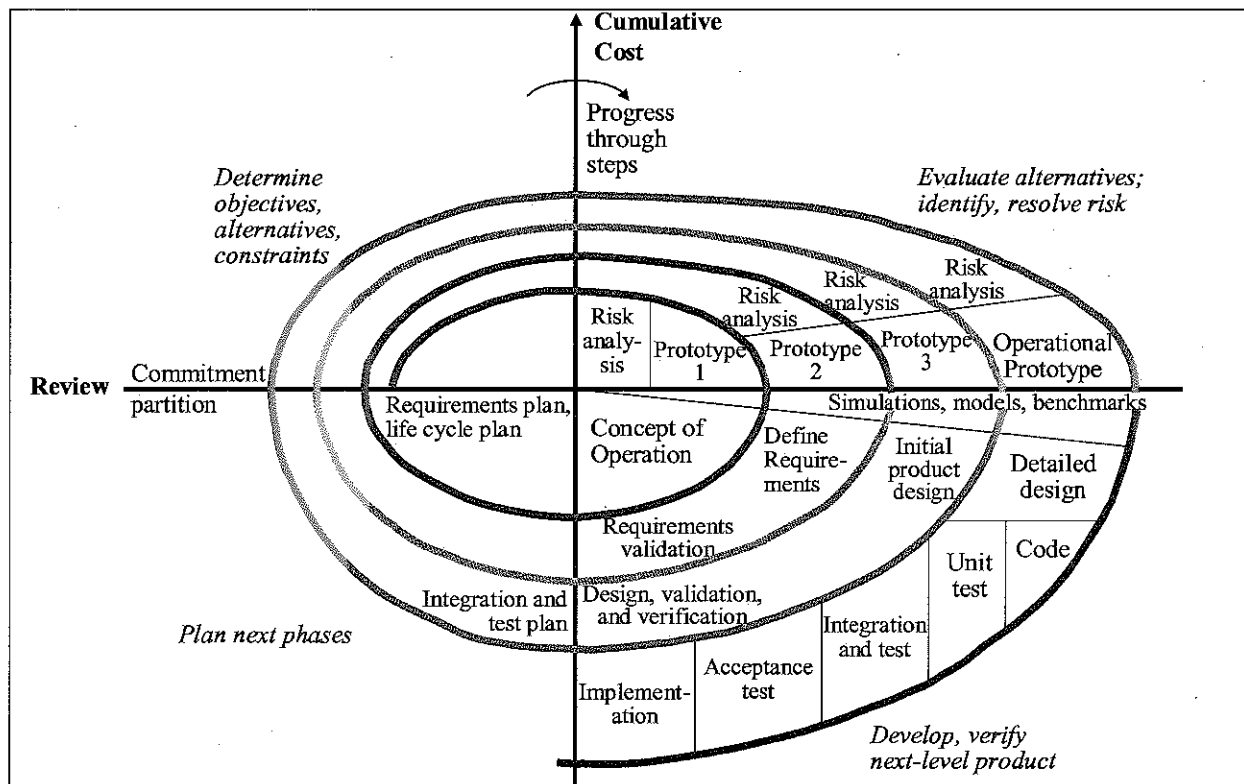 Cumulative
Cost
Progress
through
steps
Determine
objectives,
alternatives,
constraints
Evaluate alternatives;
identify, resolve risk
Risk
analysis
Risk
analysis
Risk
analysis
Risk
analy-
sis
Prototype
1
Prototype
2
Prototype
3
Operational
Prototype
Review
Commitment
partition
Requirements plan,
life cycle plan
Concept of
Operation
Simulations, models, benchmarks
Define
Require-
ments
Initial
product
design
Detailed
design
Requirements
validation
Unit
test
Code
Integration and
test plan
Design, validation,
and verification
Integration
and test
Plan next phases
Acceptance
test
Implement-
ation
Develop, verify
next-level product